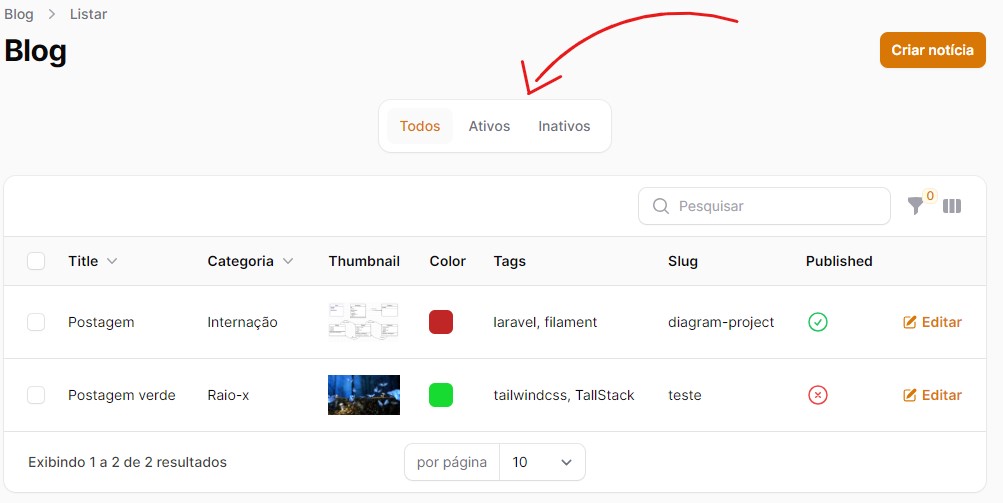 Blog > Listar
Blog
Criar notícia
Todos Ativos Inativos
Pesquisar 0
Title Categoria Thumbnail Color Tags Slug Published
Postagem Internação laravel, filament diagram-project Editar
Postagem verde Raio-x tailwindcss, TallStack teste Editar
Exibindo 1 a 2 de 2 resultados por página 10